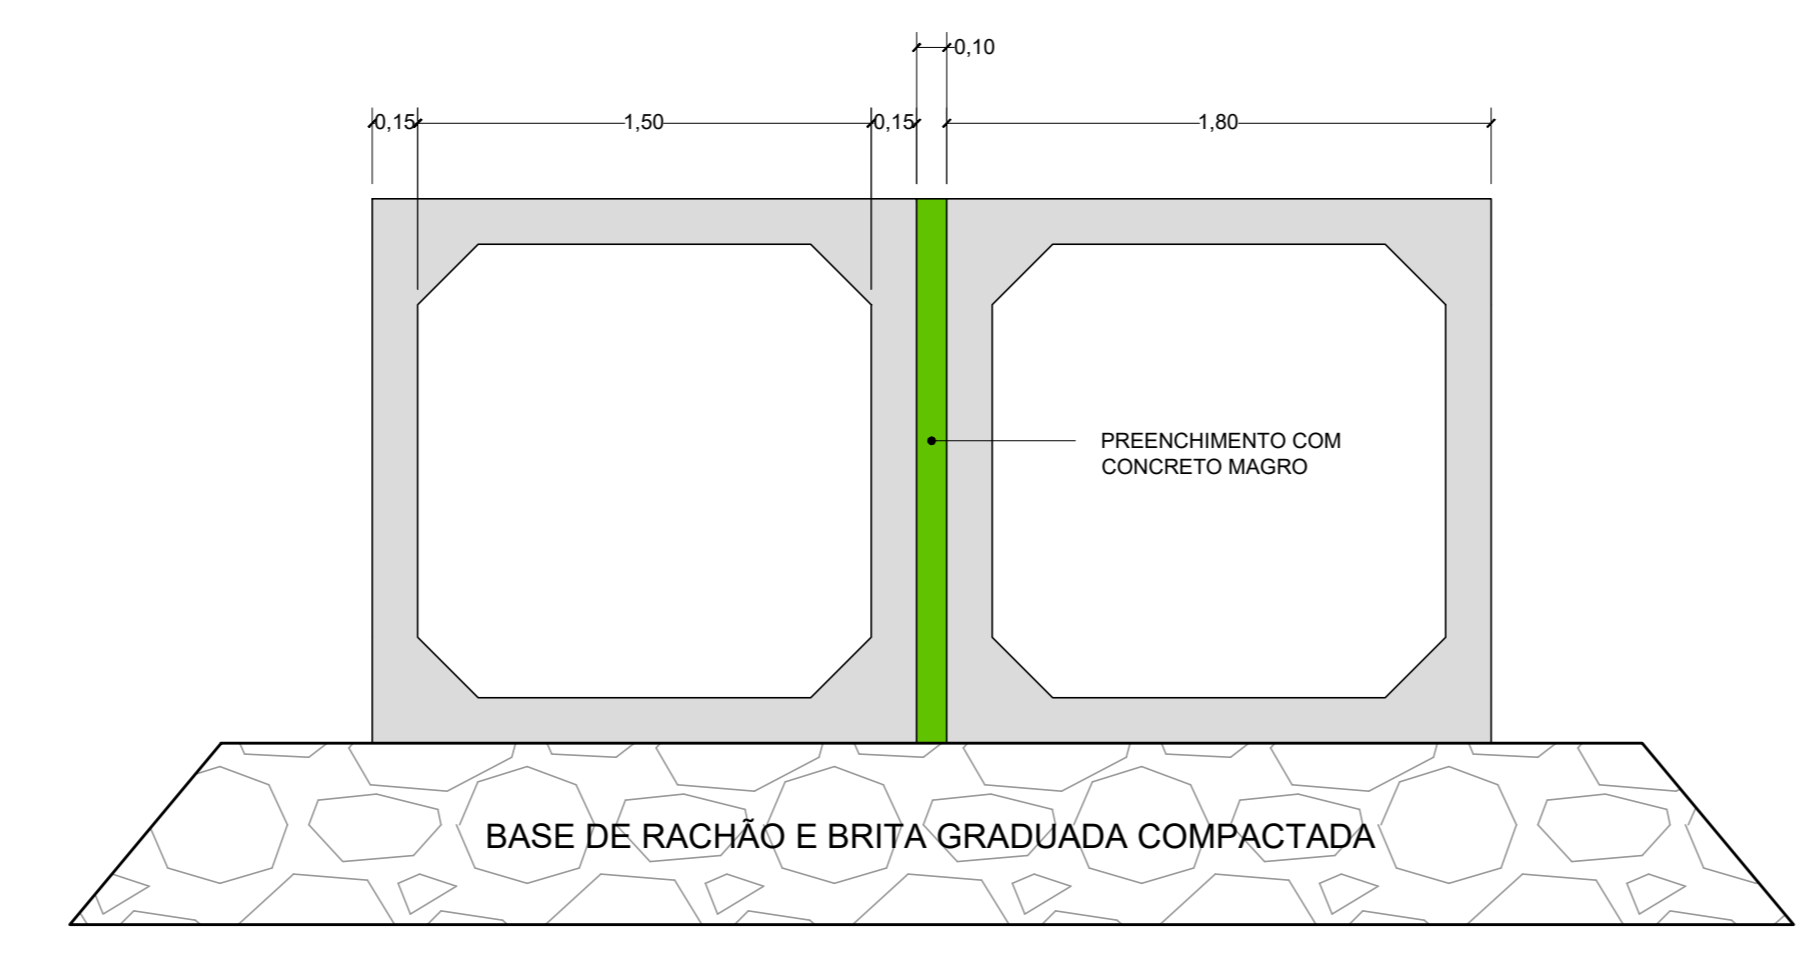 0,10
0,15
1,50
0,15
1,80
PREENCHIMENTO COM
CONCRETO MAGRO
BASE DE RACHÃO E BRITA GRADUADA COMPACTADA